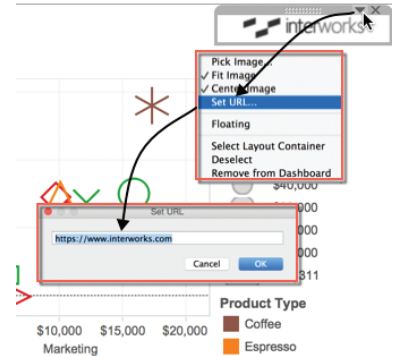 interworks
Pick Image...
✓ Fit Image
✓ Center Image
Set URL...
Floating
Select Layout Container
Deselect
Remove from Dashboard
$40,000
000
000
311
Set URL
https://www.interworks.com
Cancel
OK
$10,000 $15,000 $20,000
Marketing
Product Type
Coffee
Espresso